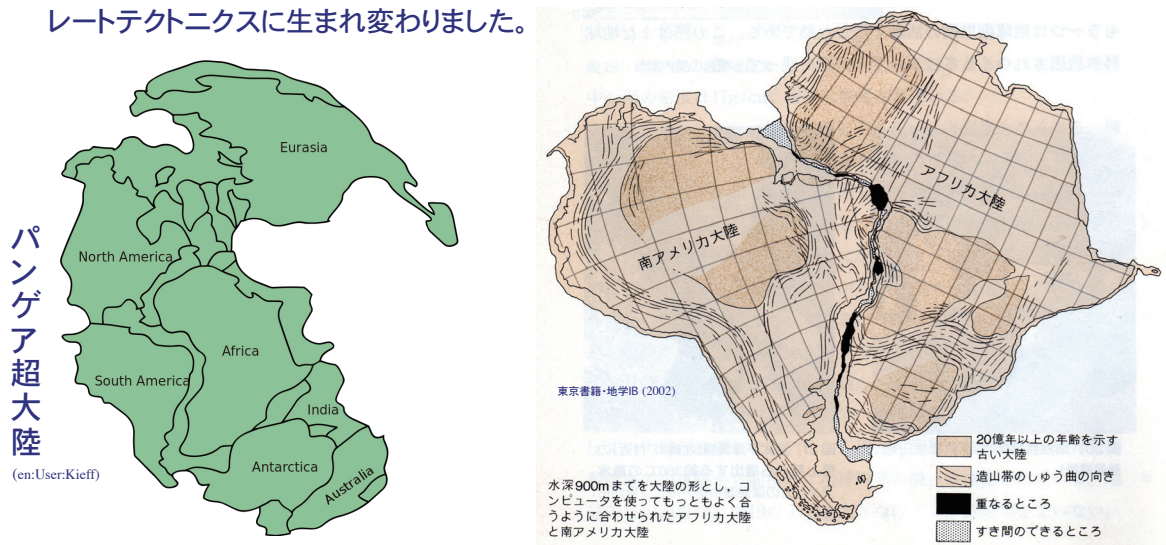 レートテクトニクスに生まれ変わりました。
パンゲア超大陸
(en:User:Kieff)
Eurasia
North America
Africa
South America
India
Antarctica
Australia
アフリカ大陸
南アメリカ大陸
東京書籍・地学IB (2002)
水深900mまでを大陸の形とし，コ
ンピュータを使ってもっともよく合
うように合わせられたアフリカ大陸
と南アメリカ大陸
20億年以上の年齢を示す
古い大陸
造山帯のしゅう曲の向き
重なるところ
すき間のできるところ